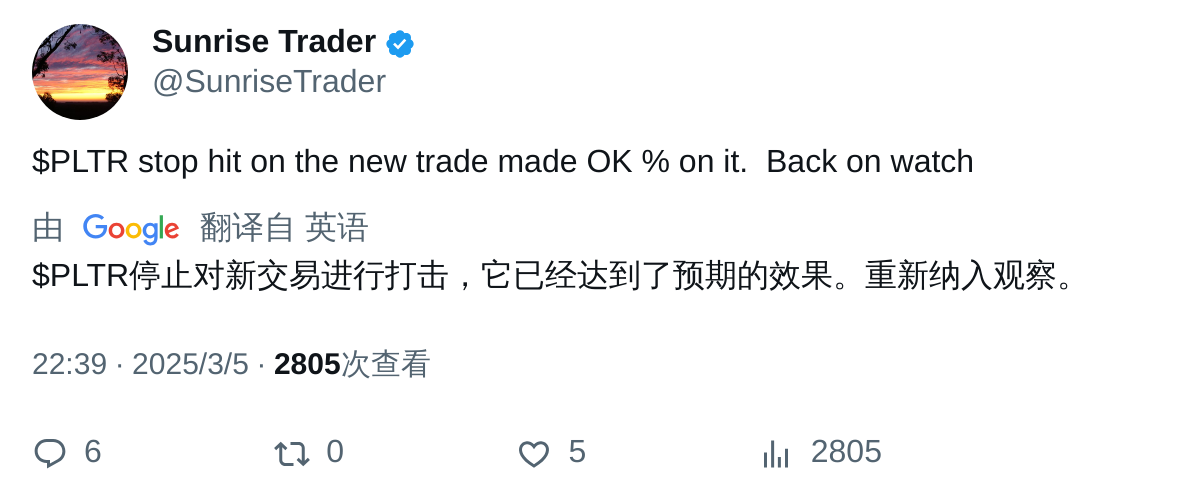 Sunrise Trader
@SunriseTrader
$PLTR stop hit on the new trade made OK % on it.  Back on watch
由 Google 翻译自 英语
$PLTR停止对新交易进行打击，它已经达到了预期的效果。重新纳入观察。
22:39 · 2025/3/5 · 2805次查看
6 0 5 2805